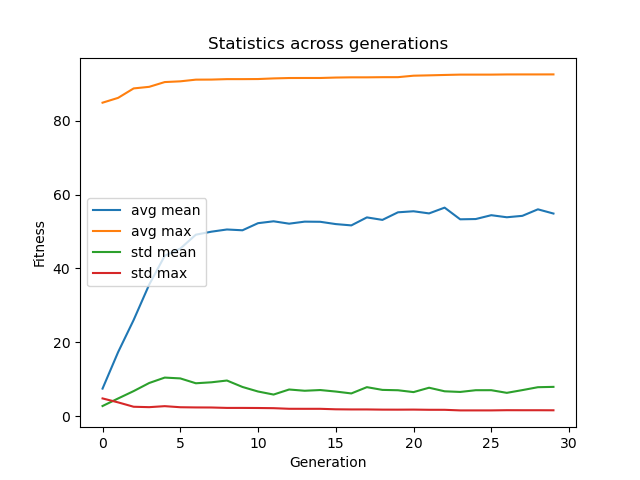 Statistics across generations
Fitness
80
60
40
20
0
avg mean
avg max
std mean
std max
0 5 10 15 20 25 30
Generation